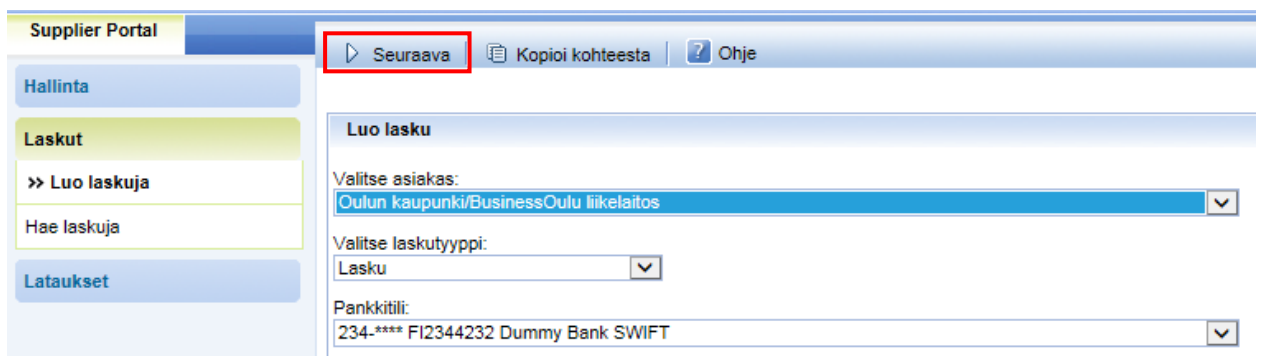 Supplier Portal
Seuraava
Kopioi kohteesta
? Ohje
Hallinta
Laskut
>> Luo laskuja
Hae laskuja
Lataukset
Luo lasku
Valitse asiakas:
Oulun kaupunki/BusinessOulu liikelaitos
Valitse laskutyyppi:
Lasku
Pankkitili:
234-**** FI2344232 Dummy Bank SWIFT